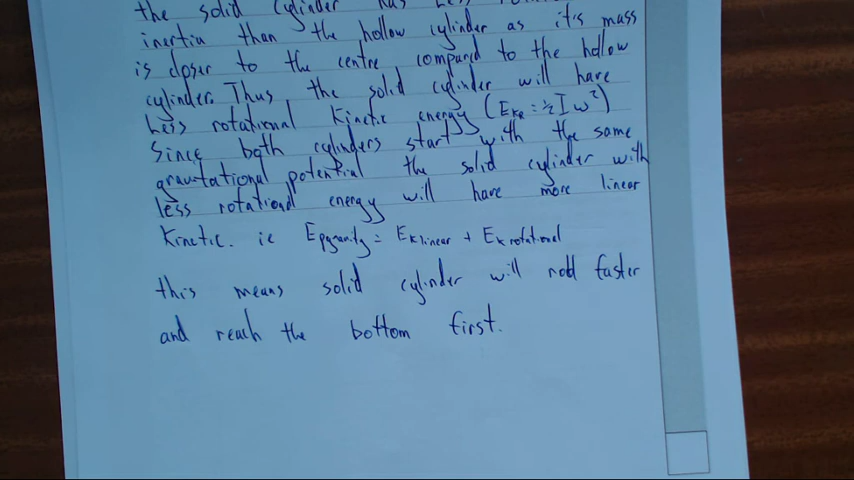 the solid cylinder has less
inertia than the hollow cylinder as it's mass
is closer to the centre compared to the hollow
cylinder. Thus the solid cylinder will have
less rotational kinetic energy (EkR = ½ I ω²)
Since both cylinders start with the same
gravitational potential the solid cylinder with
less rotational energy will have more linear
Kinetic. ie Epgravity = Ek linear + Ek rotational
this means solid cylinder will roll faster
and reach the bottom first.